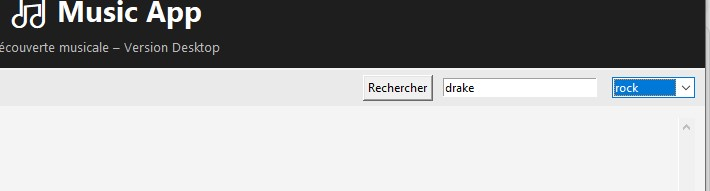 Music App
écouverte musicale – Version Desktop
Rechercher drake rock